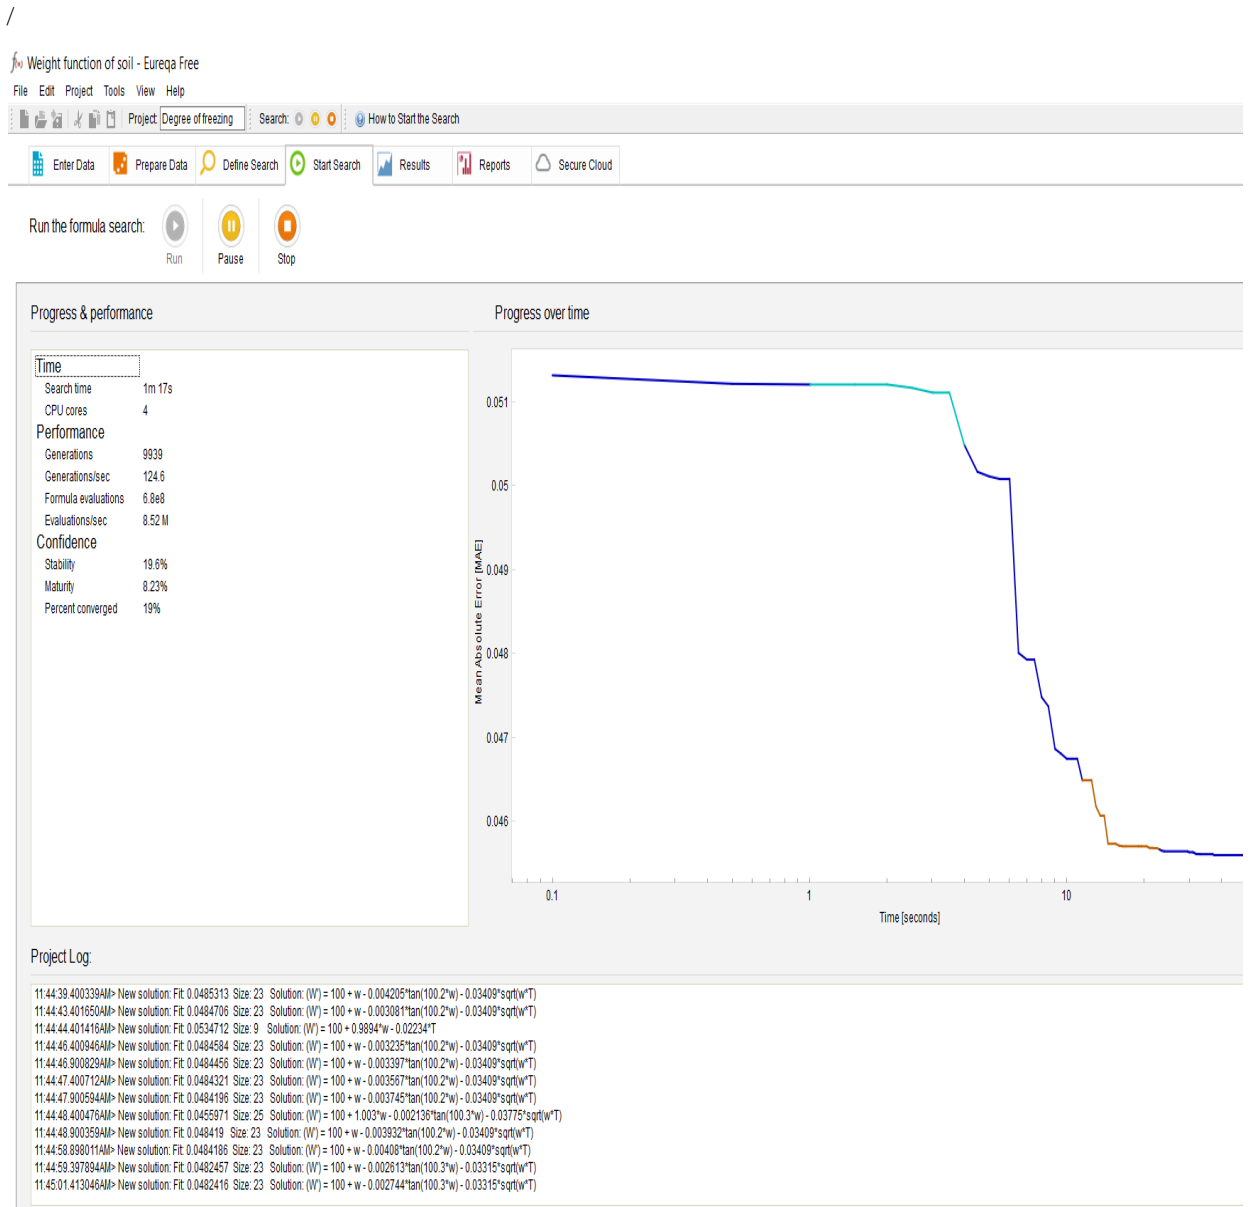 /
Weight function of soil - Eureqa Free
File Edit Project Tools View Help
Project: Degree of freezing Search: How to Start the Search
Enter Data Prepare Data Define Search Start Search Results Reports Secure Cloud
Run the formula search:
Run Pause Stop
Progress & performance
Time
Search time 1m 17s
CPU cores 4
Performance
Generations 9939
Generations/sec 124.6
Formula evaluations 6.8e8
Evaluations/sec 8.52 M
Confidence
Stability 19.6%
Maturity 8.23%
Percent converged 19%
Progress over time
Mean Absolute Error [MAE]
0.051
0.05
0.049
0.048
0.047
0.046
0.1 1 10
Time [seconds]
Project Log:
11:44:39.400339AM> New solution: Fit: 0.0485313 Size: 23 Solution: (W') = 100 + w - 0.004205*tan(100.2*w) - 0.03409*sqrt(w*T)
11:44:43.401650AM> New solution: Fit: 0.0484706 Size: 23 Solution: (W') = 100 + w - 0.003081*tan(100.2*w) - 0.03409*sqrt(w*T)
11:44:44.401416AM> New solution: Fit: 0.0534712 Size: 9 Solution: (W') = 100 + 0.9894*w - 0.02234*T
11:44:46.400946AM> New solution: Fit: 0.0484584 Size: 23 Solution: (W') = 100 + w - 0.003235*tan(100.2*w) - 0.03409*sqrt(w*T)
11:44:46.900829AM> New solution: Fit: 0.0484456 Size: 23 Solution: (W') = 100 + w - 0.003397*tan(100.2*w) - 0.03409*sqrt(w*T)
11:44:47.400712AM> New solution: Fit: 0.0484321 Size: 23 Solution: (W') = 100 + w - 0.003567*tan(100.2*w) - 0.03409*sqrt(w*T)
11:44:47.900594AM> New solution: Fit: 0.0484196 Size: 23 Solution: (W') = 100 + w - 0.003745*tan(100.2*w) - 0.03409*sqrt(w*T)
11:44:48.400476AM> New solution: Fit: 0.0455971 Size: 25 Solution: (W') = 100 + 1.003*w - 0.002136*tan(100.3*w) - 0.03775*sqrt(w*T)
11:44:48.900359AM> New solution: Fit: 0.048419 Size: 23 Solution: (W') = 100 + w - 0.003932*tan(100.2*w) - 0.03409*sqrt(w*T)
11:44:58.898011AM> New solution: Fit: 0.0484186 Size: 23 Solution: (W') = 100 + w - 0.00408*tan(100.2*w) - 0.03409*sqrt(w*T)
11:44:59.397894AM> New solution: Fit: 0.0482457 Size: 23 Solution: (W') = 100 + w - 0.002613*tan(100.3*w) - 0.03315*sqrt(w*T)
11:45:01.413046AM> New solution: Fit: 0.0482416 Size: 23 Solution: (W') = 100 + w - 0.002744*tan(100.3*w) - 0.03315*sqrt(w*T)